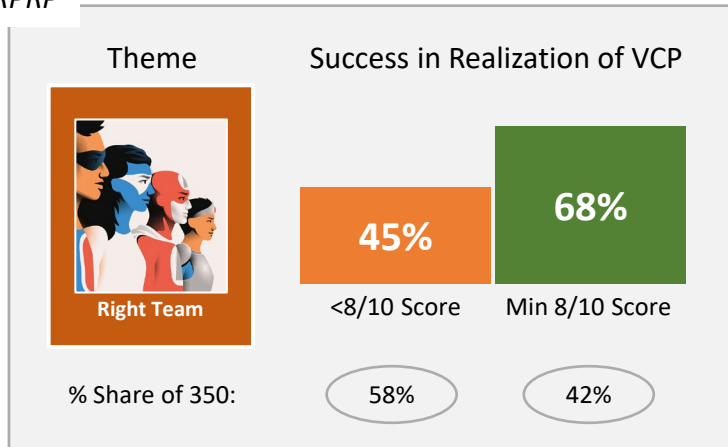 Theme
Success in Realization of VCP
68%
45%
Right Team
<8/10 Score
Min 8/10 Score
% Share of 350:
58%
42%